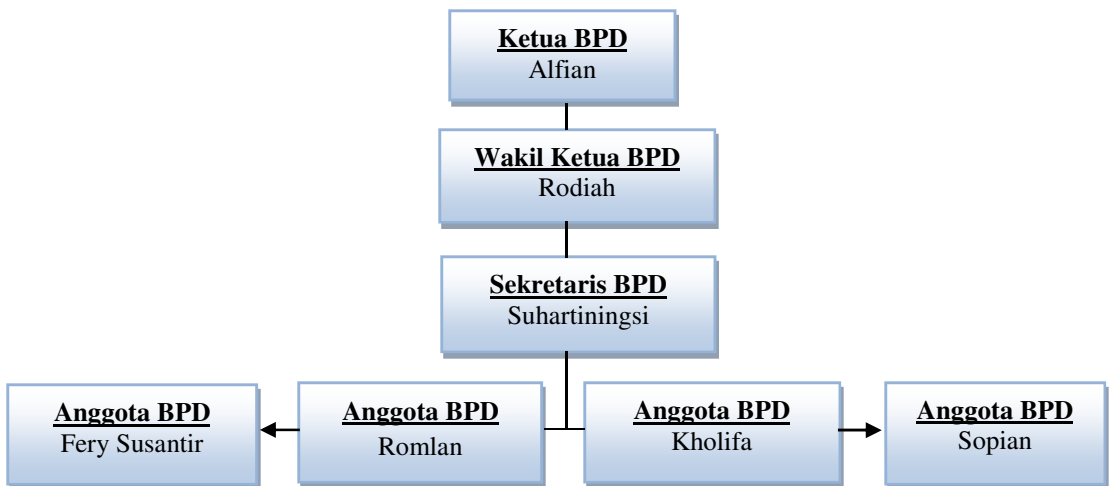 Ketua BPD
Alfian
Wakil Ketua BPD
Rodiah
Sekretaris BPD
Suhartiningsi
Anggota BPD
Fery Susantir
Anggota BPD
Romlan
Anggota BPD
Kholifa
Anggota BPD
Sopian